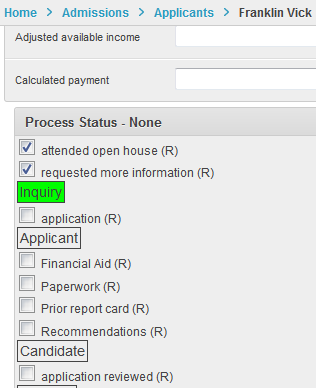 Home > Admissions > Applicants > Franklin Vick
Adjusted available income
Calculated payment
Process Status - None
attended open house (R)
requested more information (R)
Inquiry
application (R)
Applicant
Financial Aid (R)
Paperwork (R)
Prior report card (R)
Recommendations (R)
Candidate
application reviewed (R)